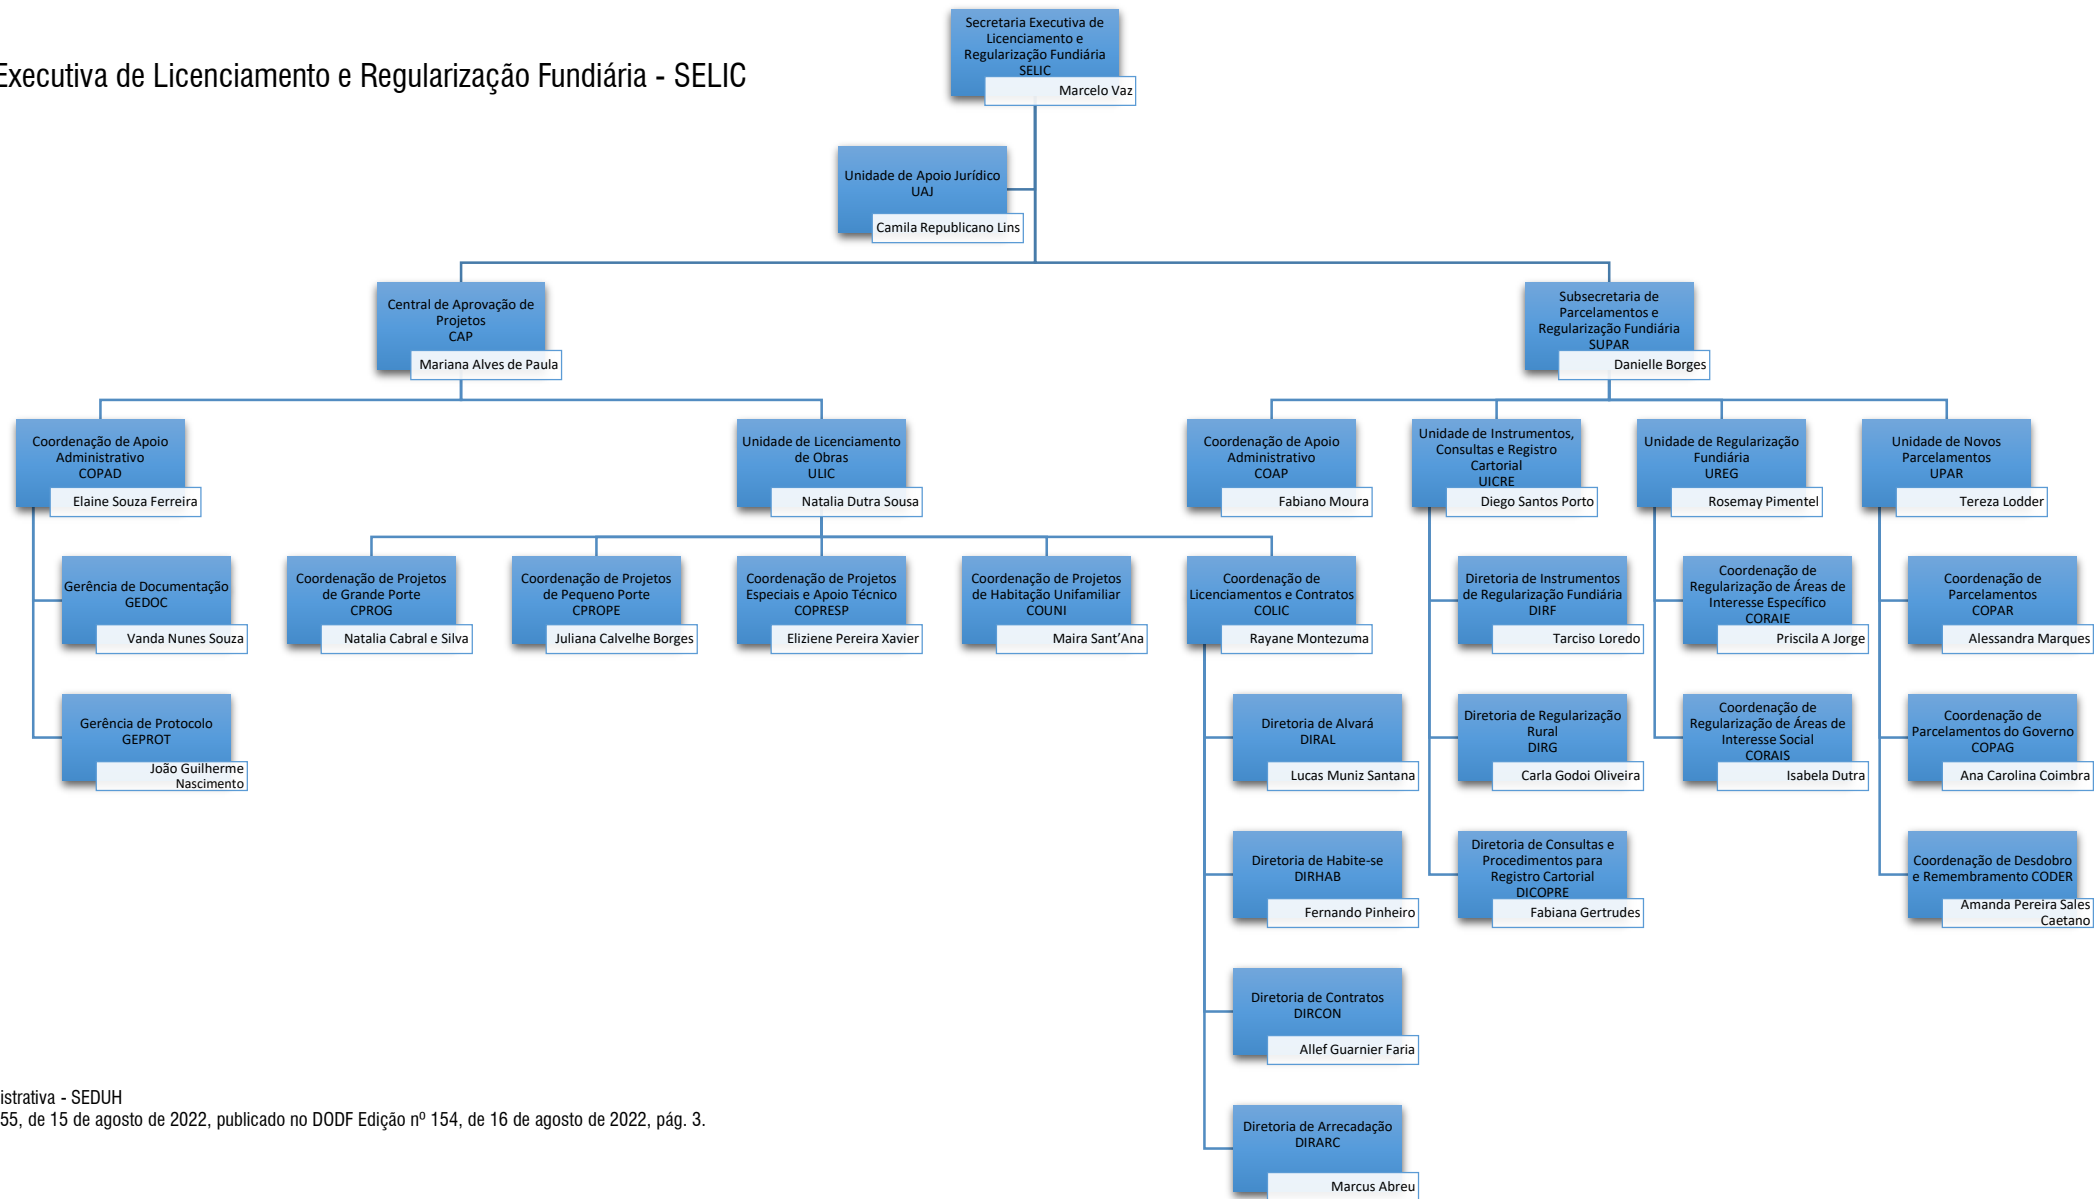 Secretaria Executiva de
Licenciamento e
Regularização Fundiária
SELIC
Marcelo Vaz
Executiva de Licenciamento e Regularização Fundiária - SELIC
Unidade de Apoio Jurídico
UAJ
Camila Republicano Lins
Central de Aprovação de
Projetos
CAP
Mariana Alves de Paula
Subsecretaria de
Parcelamentos e
Regularização Fundiária
SUPAR
Danielle Borges
Coordenação de Apoio
Administrativo
COPAD
Elaine Souza Ferreira
Unidade de Licenciamento
de Obras
ULIC
Natalia Dutra Sousa
Coordenação de Apoio
Administrativo
COAP
Fabiano Moura
Unidade de Instrumentos,
Consultas e Registro
Cartorial
UICRE
Diego Santos Porto
Unidade de Regularização
Fundiária
UREG
Rosemay Pimentel
Unidade de Novos
Parcelamentos
UPAR
Tereza Lodder
Gerência de Documentação
GEDOC
Vanda Nunes Souza
Coordenação de Projetos
de Grande Porte
CPROG
Natalia Cabral e Silva
Coordenação de Projetos
de Pequeno Porte
CPROPE
Juliana Calvelhe Borges
Coordenação de Projetos
Especiais e Apoio Técnico
COPRESP
Eliziene Pereira Xavier
Coordenação de Projetos
de Habitação Unifamiliar
COUNI
Maira Sant’Ana
Coordenação de
Licenciamentos e Contratos
COLIC
Rayane Montezuma
Diretoria de Instrumentos
de Regularização Fundiária
DIRF
Tarciso Loredo
Coordenação de
Regularização de Áreas de
Interesse Específico
CORAIE
Priscila A Jorge
Coordenação de
Parcelamentos
COPAR
Alessandra Marques
Gerência de Protocolo
GEPROT
João Guilherme
Nascimento
Diretoria de Alvará
DIRAL
Lucas Muniz Santana
Diretoria de Regularização
Rural
DIRG
Carla Godoi Oliveira
Coordenação de
Regularização de Áreas de
Interesse Social
CORAIS
Isabela Dutra
Coordenação de
Parcelamentos do Governo
COPAG
Ana Carolina Coimbra
Diretoria de Habite-se
DIRHAB
Fernando Pinheiro
Diretoria de Consultas e
Procedimentos para
Registro Cartorial
DICOPRE
Fabiana Gertrudes
Coordenação de Desdobro
e Remembramento CODER
Amanda Pereira Sales
Caetano
Diretoria de Contratos
DIRCON
Allef Guarnier Faria
Diretoria de Arrecadação
DIRARC
Marcus Abreu
istrativa - SEDUH
55, de 15 de agosto de 2022, publicado no DODF Edição nº 154, de 16 de agosto de 2022, pág. 3.